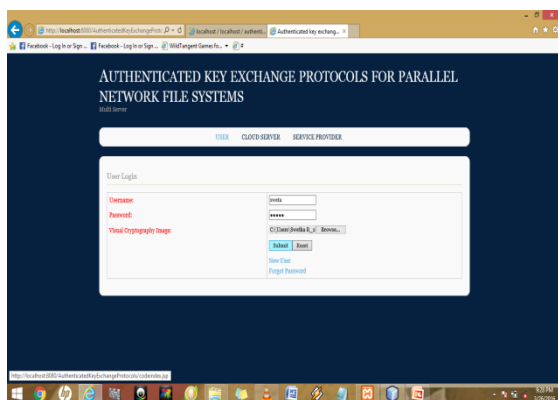 http://localhost:8080/AuthenticatedKeyExchangeProtc
localhost / localhost / authenti...
Authenticated key exchang...
Facebook - Log In or Sign ...
Facebook - Log in or Sign ...
WildTangent Games fo...
AUTHENTICATED KEY EXCHANGE PROTOCOLS FOR PARALLEL
NETWORK FILE SYSTEMS
Multi Server
USER CLOUD SERVER SERVICE PROVIDER
User Login
Username:
Password:
•••••
Visual Cryptography Image:
Browse...
Submit Reset
New User
Forgot Password
http://localhost:8080/AuthenticatedKeyExchangeProtocols/codeindex.jsp